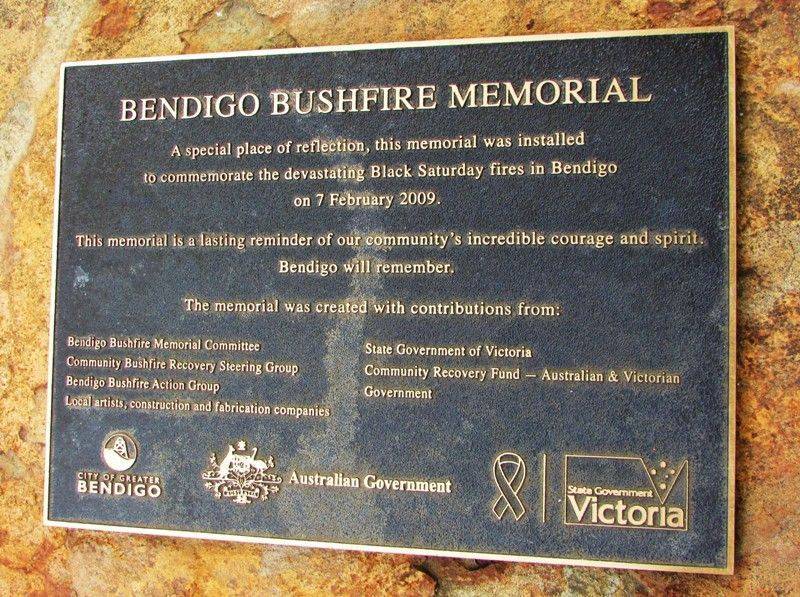 BENDIGO BUSHFIRE MEMORIAL
A special place of reflection, this memorial was installed
to commemorate the devastating Black Saturday fires in Bendigo
on 7 February 2009.
This memorial is a lasting reminder of our community's incredible courage and spirit.
Bendigo will remember.
The memorial was created with contributions from:
Bendigo Bushfire Memorial Committee
Community Bushfire Recovery Steering Group
Bendigo Bushfire Action Group
Local artists, construction and fabrication companies
State Government of Victoria
Community Recovery Fund — Australian & Victorian
Government
CITY OF GREATER
BENDIGO
Australian Government
State Government
Victoria